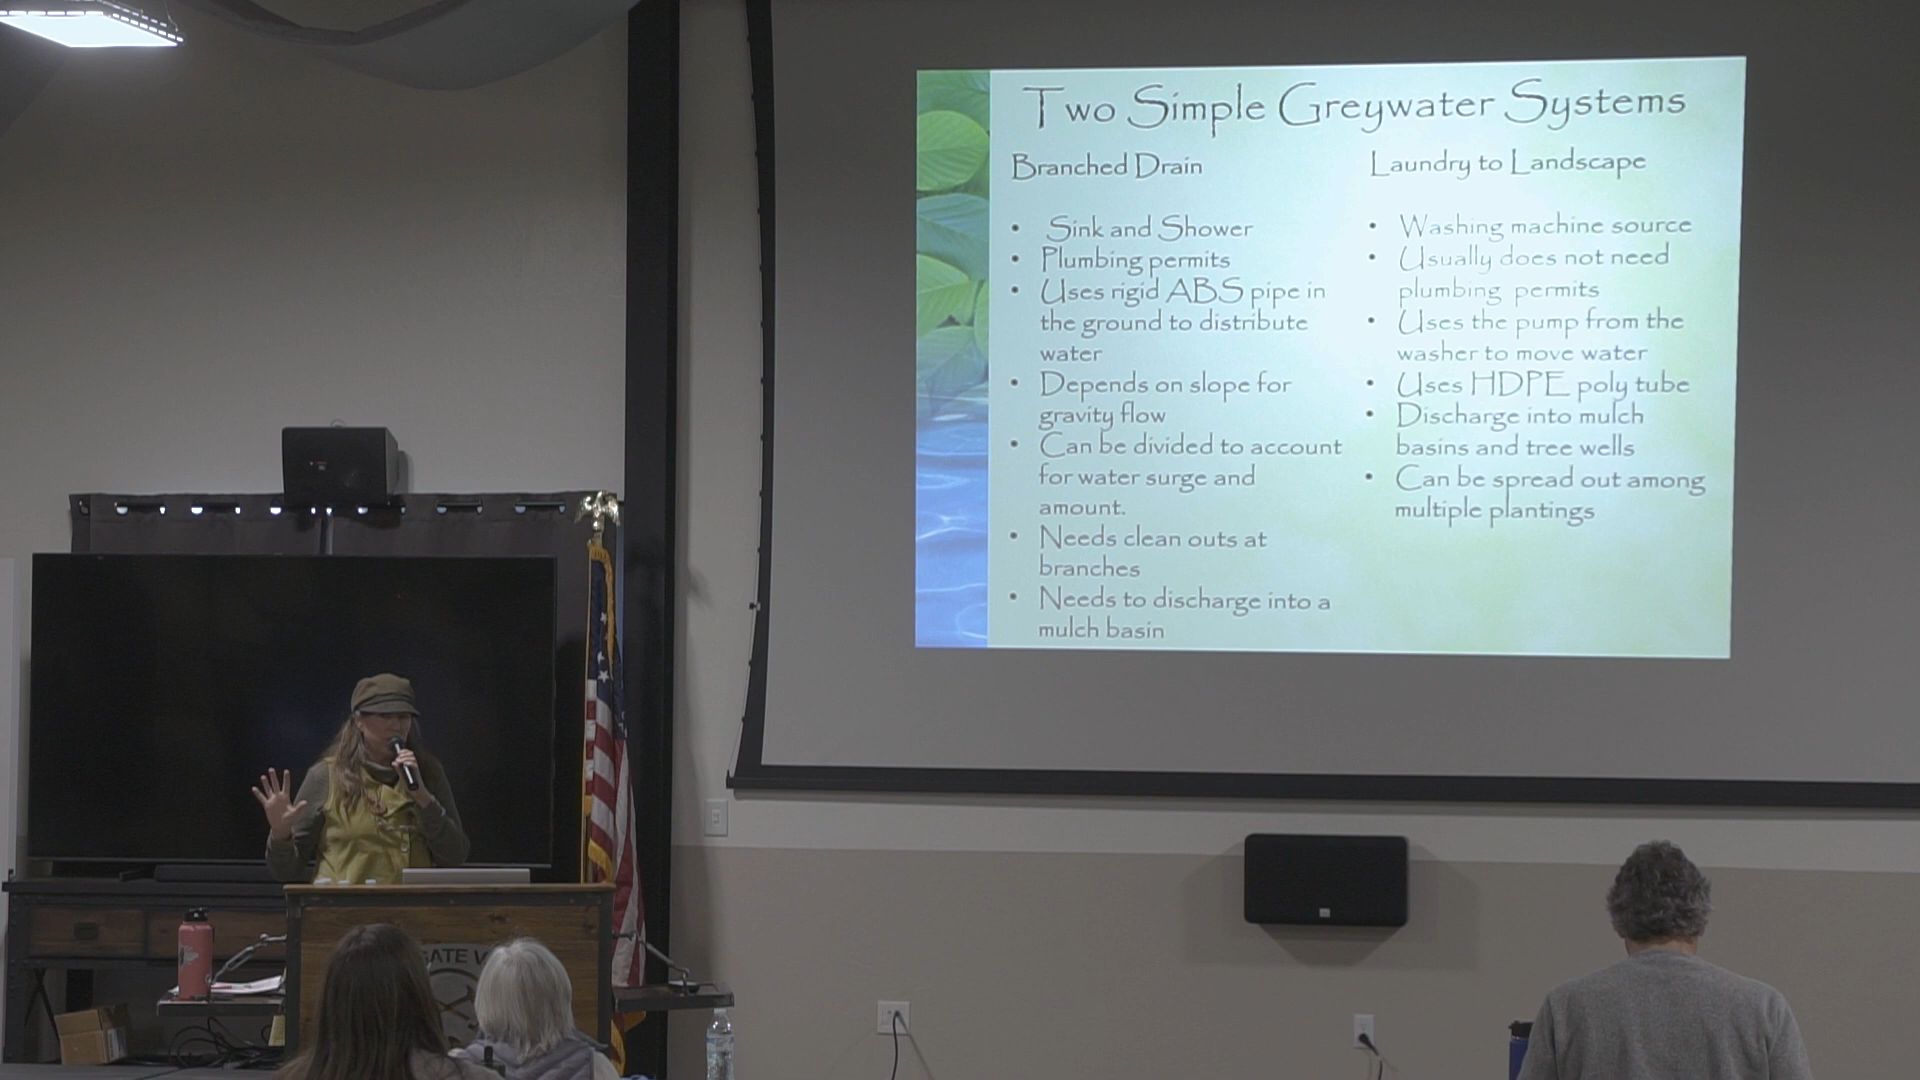 Two Simple Greywater Systems
Branched Drain
• Sink and Shower
• Plumbing permits
• Uses rigid ABS pipe in
the ground to distribute
water
• Depends on slope for
gravity flow
• Can be divided to account
for water surge and
amount.
• Needs clean outs at
branches
• Needs to discharge into a
mulch basin
Laundry to Landscape
• Washing machine source
• Usually does not need
plumbing permits
• Uses the pump from the
washer to move water
• Uses HDPE poly tube
• Discharge into mulch
basins and tree wells
• Can be spread out among
multiple plantings
GATE